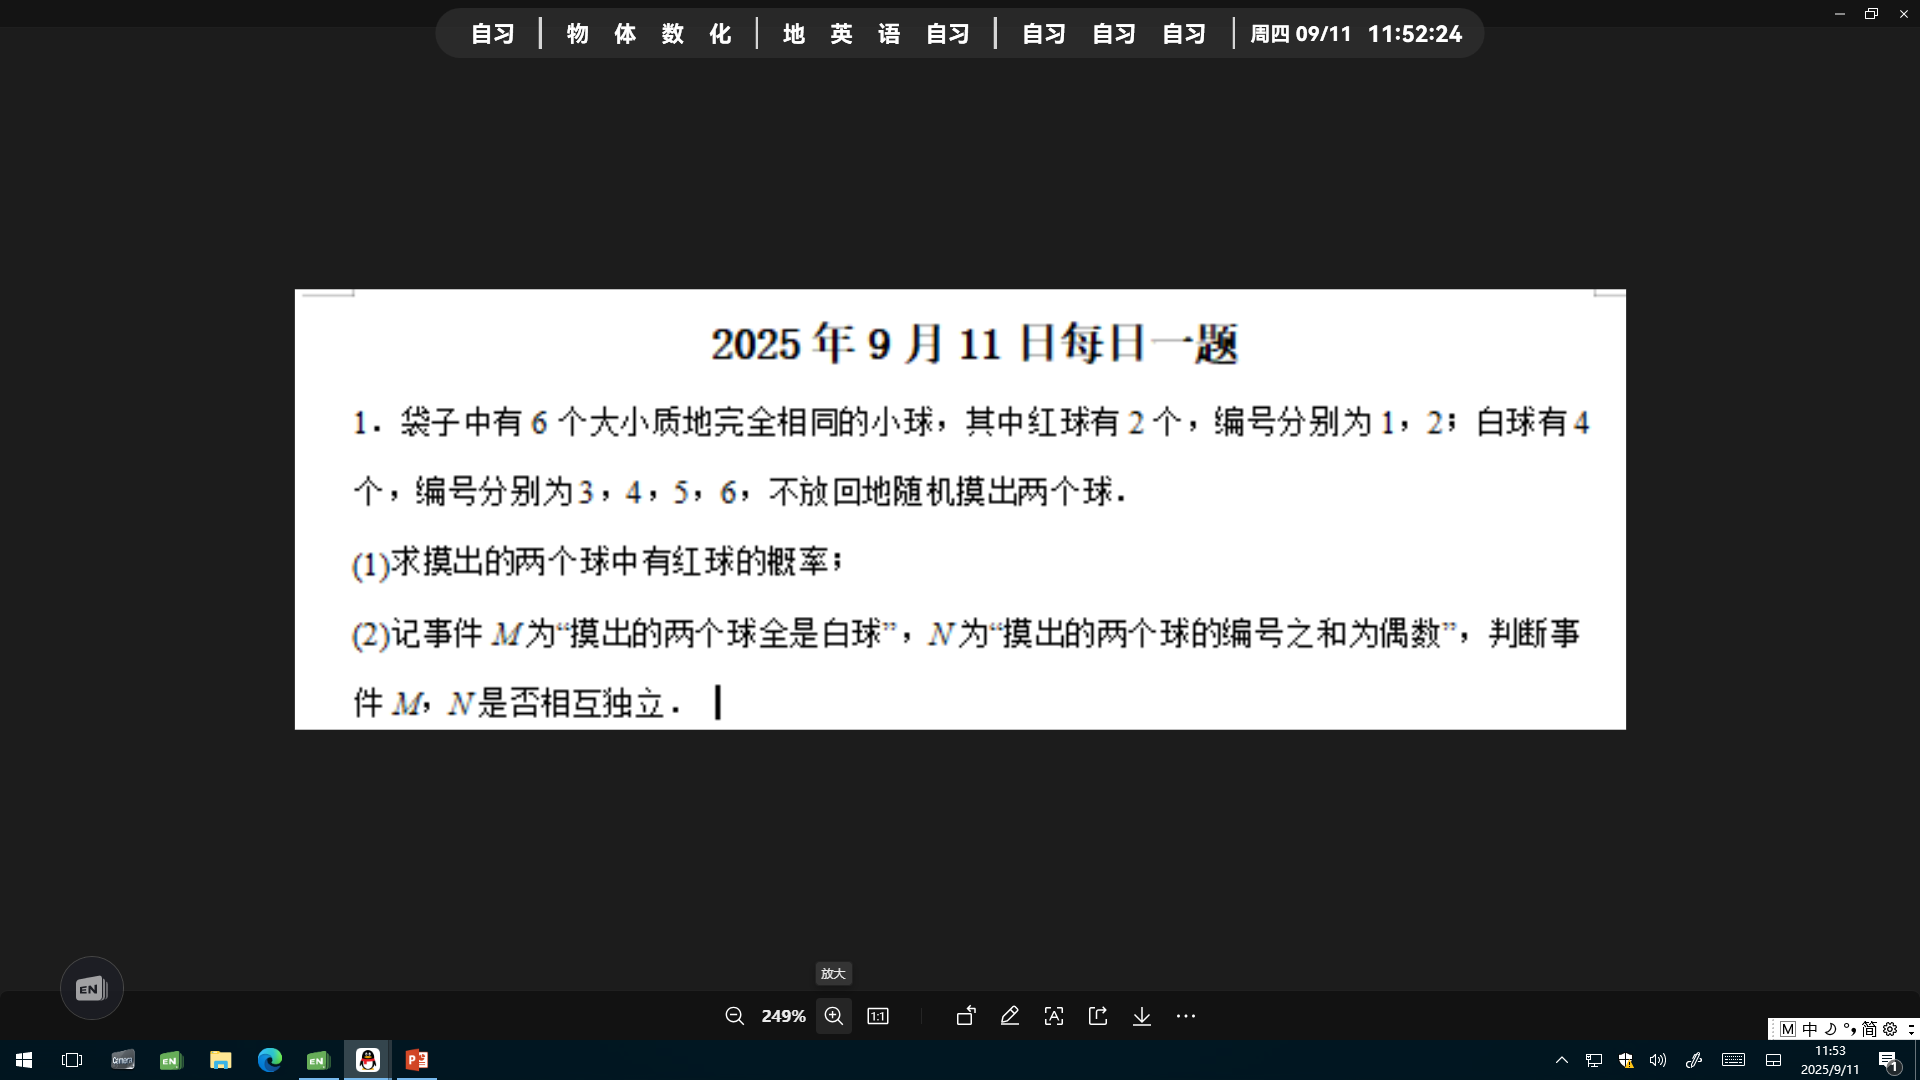 自习 | 物 体 数 化 | 地 英 语 自习 | 自习 自习 自习 | 周四 09/11 11:52:24
2025 年 9 月 11 日每日一题
1. 袋子中有 6 个大小质地完全相同的小球，其中红球有 2 个，编号分别为 1，2；白球有 4
个，编号分别为 3，4，5，6，不放回地随机摸出两个球．
(1)求摸出的两个球中有红球的概率；
(2)记事件 M 为“摸出的两个球全是白球”，N 为“摸出的两个球的编号之和为偶数”，判断事
件 M，N 是否相互独立．
EN
放大
249%
1:1
M 中 简
Camera EN EN P
11:53
2025/9/11
1